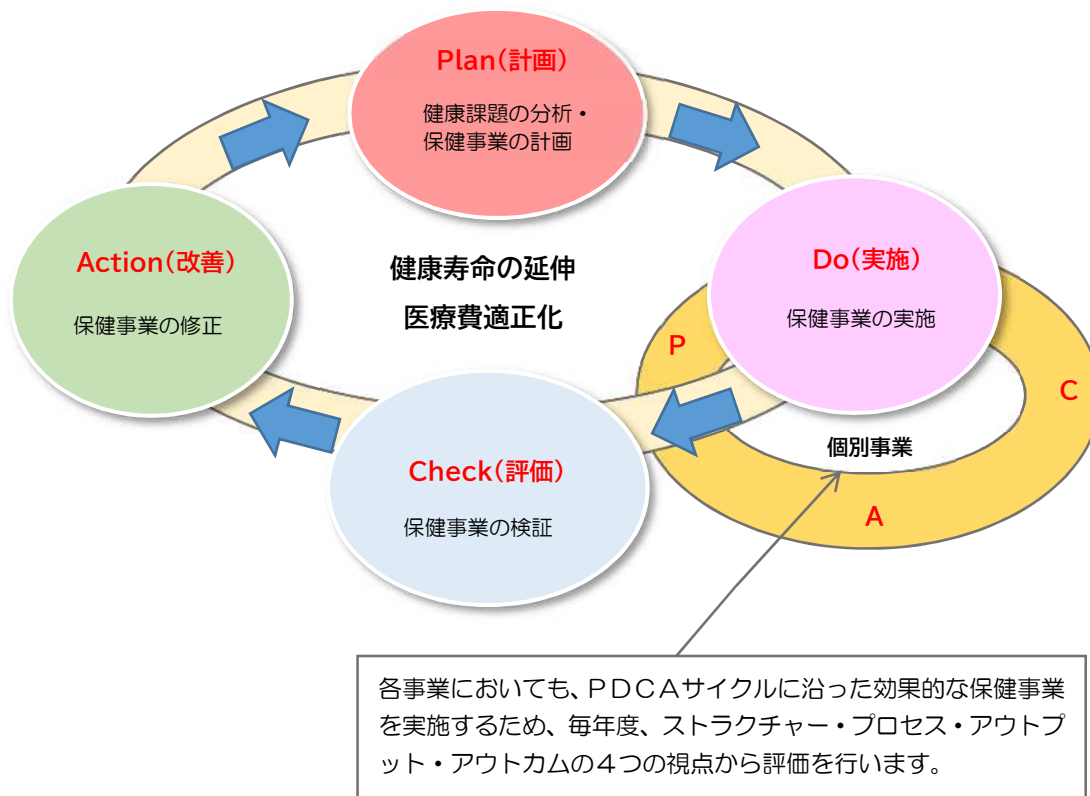 Plan(計画)
健康課題の分析・
保健事業の計画
Action(改善)
保健事業の修正
健康寿命の延伸
医療費適正化
Do(実施)
保健事業の実施
P
C
個別事業
A
Check(評価)
保健事業の検証
各事業においても、ＰＤＣＡサイクルに沿った効果的な保健事業
を実施するため、毎年度、ストラクチャー・プロセス・アウトプ
ット・アウトカムの４つの視点から評価を行います。